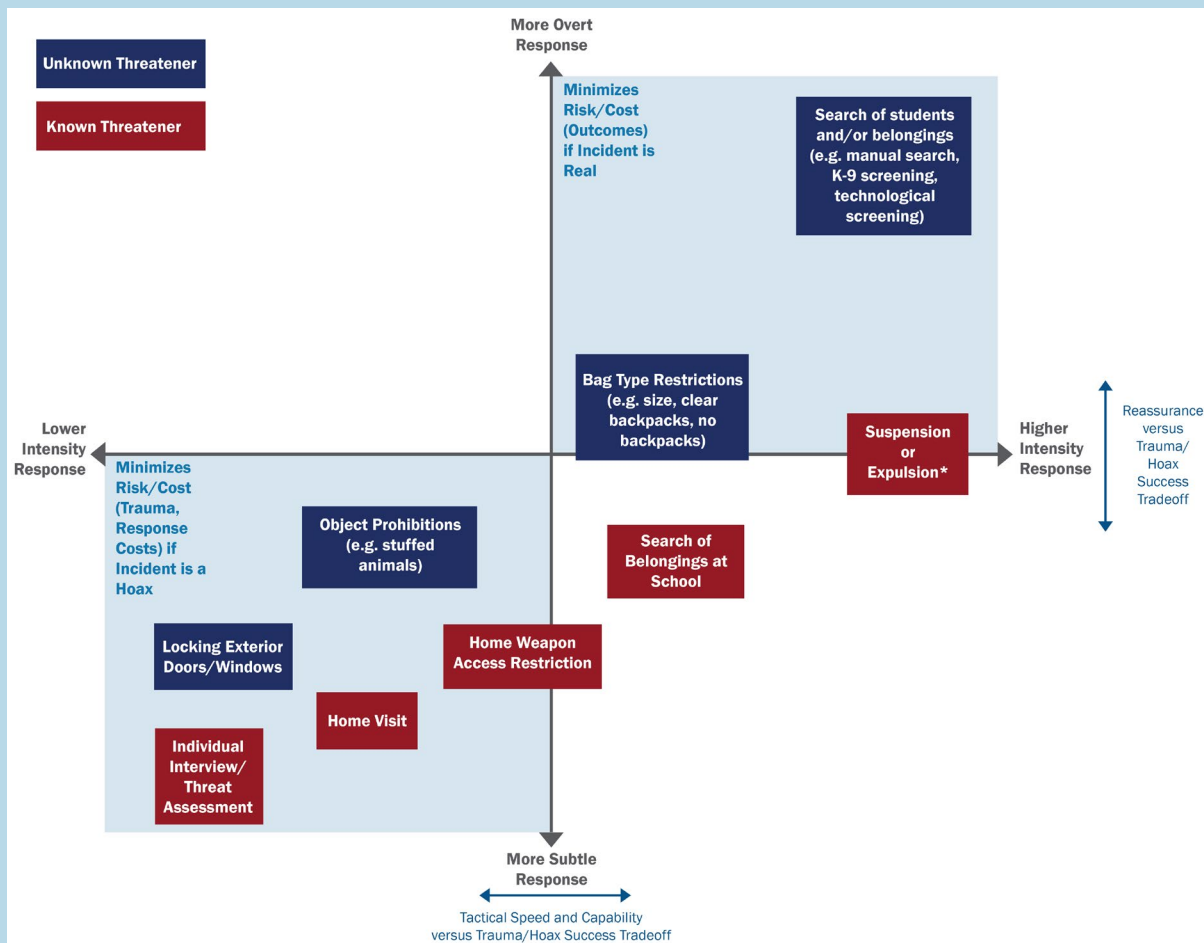 More Overt
Response
Unknown Threatener
Known Threatener
Minimizes
Risk/Cost
(Outcomes)
if Incident is
Real
Search of students
and/or belongings
(e.g. manual search,
K-9 screening,
technological
screening)
Bag Type Restrictions
(e.g. size, clear
backpacks, no
backpacks)
Suspension
or
Expulsion*
Lower
Intensity
Response
Higher
Intensity
Response
Reassurance
versus
Trauma/
Hoax
Success
Tradeoff
Minimizes
Risk/Cost
(Trauma,
Response
Costs) if
Incident is a
Hoax
Object Prohibitions
(e.g. stuffed
animals)
Search of
Belongings at
School
Locking Exterior
Doors/Windows
Home Weapon
Access Restriction
Home Visit
Individual
Interview/
Threat
Assessment
More Subtle
Response
Tactical Speed and Capability
versus Trauma/Hoax Success Tradeoff